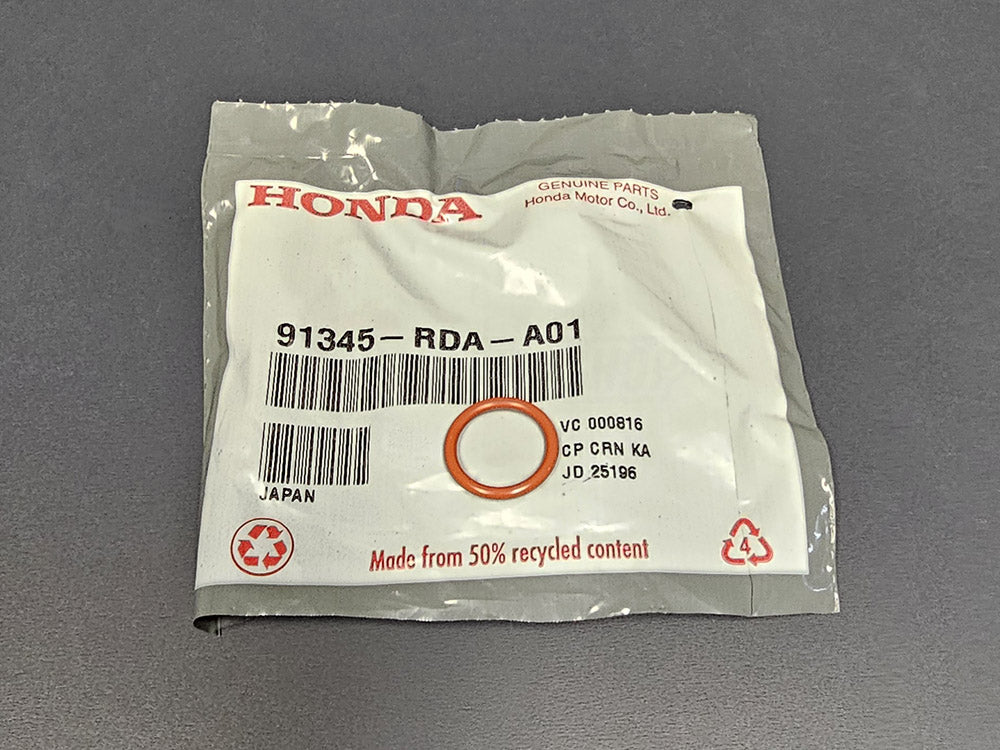 HONDA
GENUINE PARTS
Honda Motor Co., Ltd.
91345-RDA-A01
VC 000816
CP CRN KA
JD 25196
JAPAN
Made from 50% recycled content
4